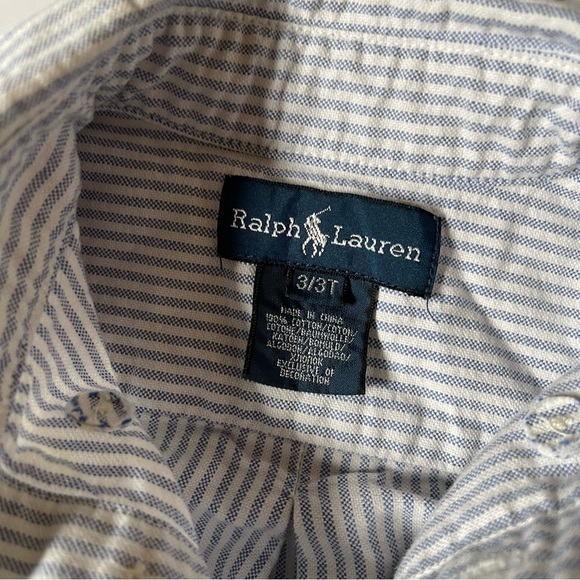 Ralph Lauren
3/3T
MADE IN CHINA
100% COTTON/COTON/
COTONE/BAUMWOLLE/
KATOEN/BOMULD/
ALGODON/ALGODAO/
ХЛОПОК
EXCLUSIVE OF
DECORATION